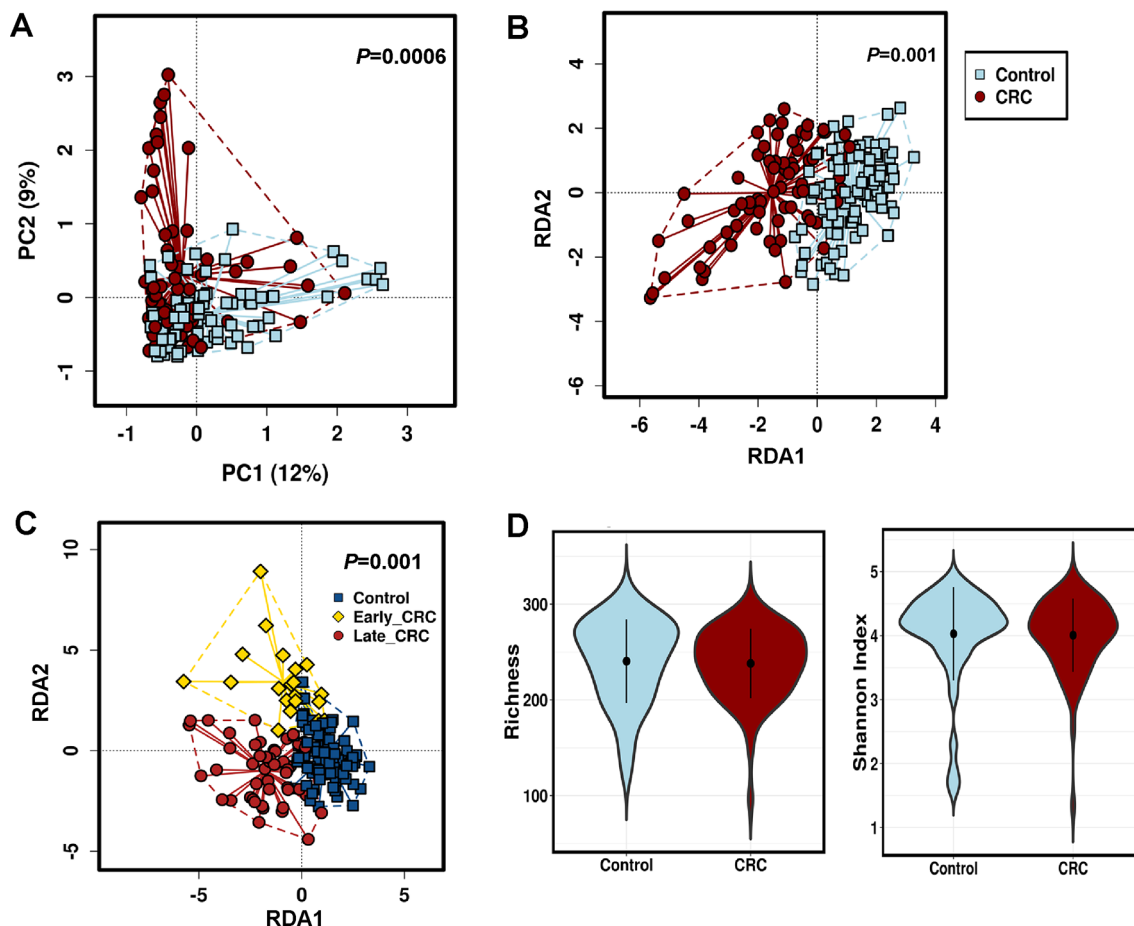 A
P=0.0006
3
2
1
0
-1
PC2 (9%)
-1 0 1 2 3
PC1 (12%)
B
P=0.001
4
2
0
-2
-4
-6
RDA2
-6 -4 -2 0 2 4
RDA1
Control
CRC
C
P=0.001
Control
Early_CRC
Late_CRC
10
5
0
-5
RDA2
-5 0 5
RDA1
D
300
200
100
Richness
Control CRC
5
4
3
2
1
Shannon Index
Control CRC